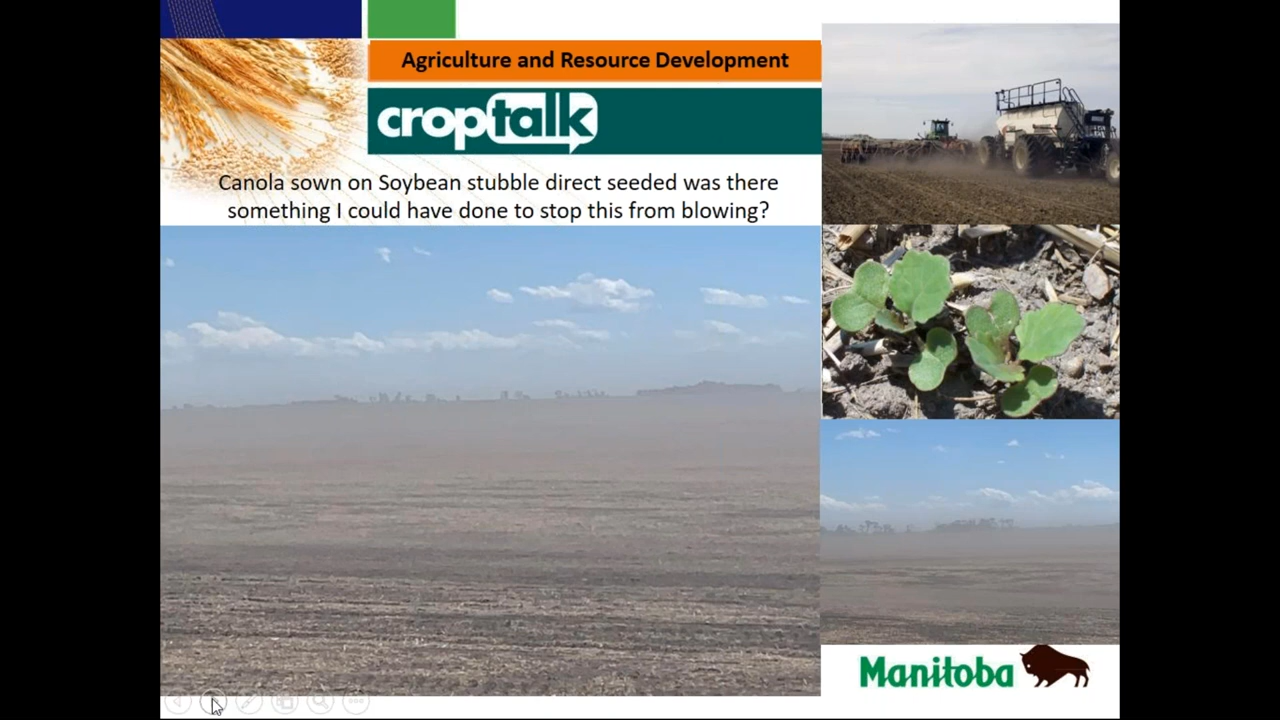 Agriculture and Resource Development
croptalk
Canola sown on Soybean stubble direct seeded was there
something I could have done to stop this from blowing?
Manitoba